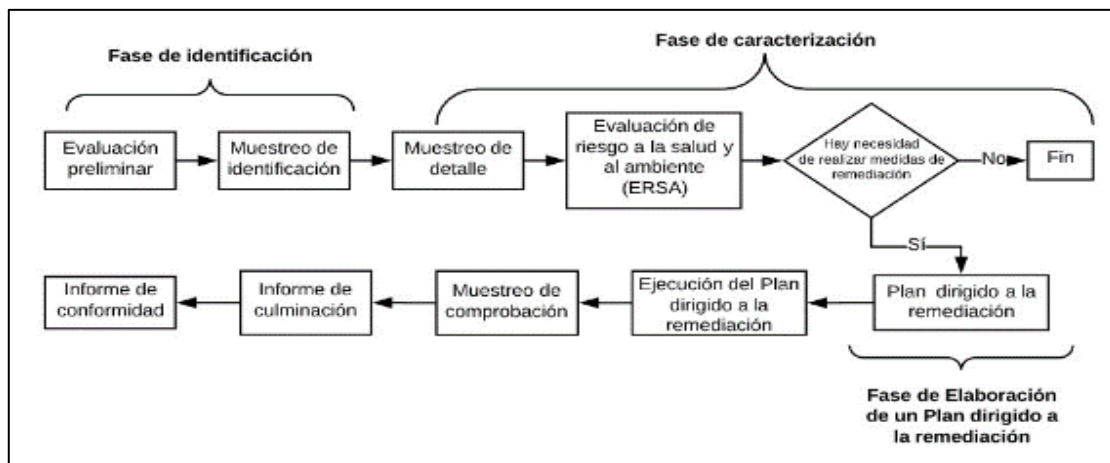 Fase de identificación
Fase de caracterización
Evaluación
preliminar
Muestreo de
identificación
Muestreo de
detalle
Evaluación de
riesgo a la salud y
al ambiente
(ERSA)
Hay necesidad
de realizar medidas de
remediación
No
Fin
Sí
Plan dirigido a la
remediación
Ejecución del Plan
dirigido a la
remediación
Muestreo de
comprobación
Informe de
culminación
Informe de
conformidad
Fase de Elaboración
de un Plan dirigido a
la remediación